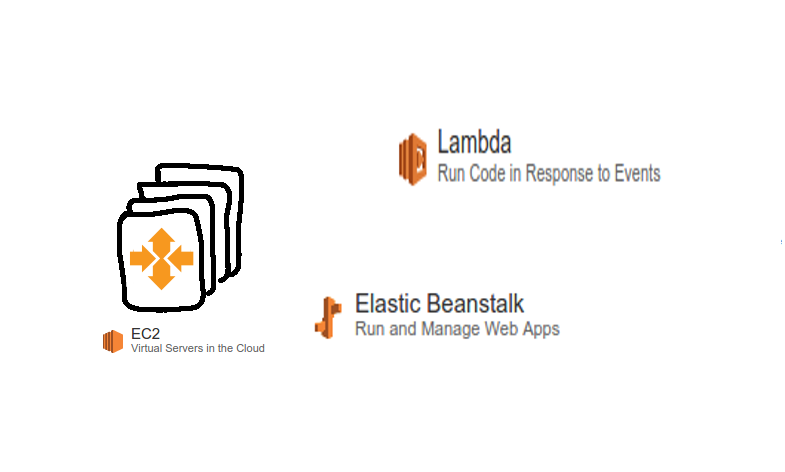 Lambda
Run Code in Response to Events
Elastic Beanstalk
Run and Manage Web Apps
EC2
Virtual Servers in the Cloud